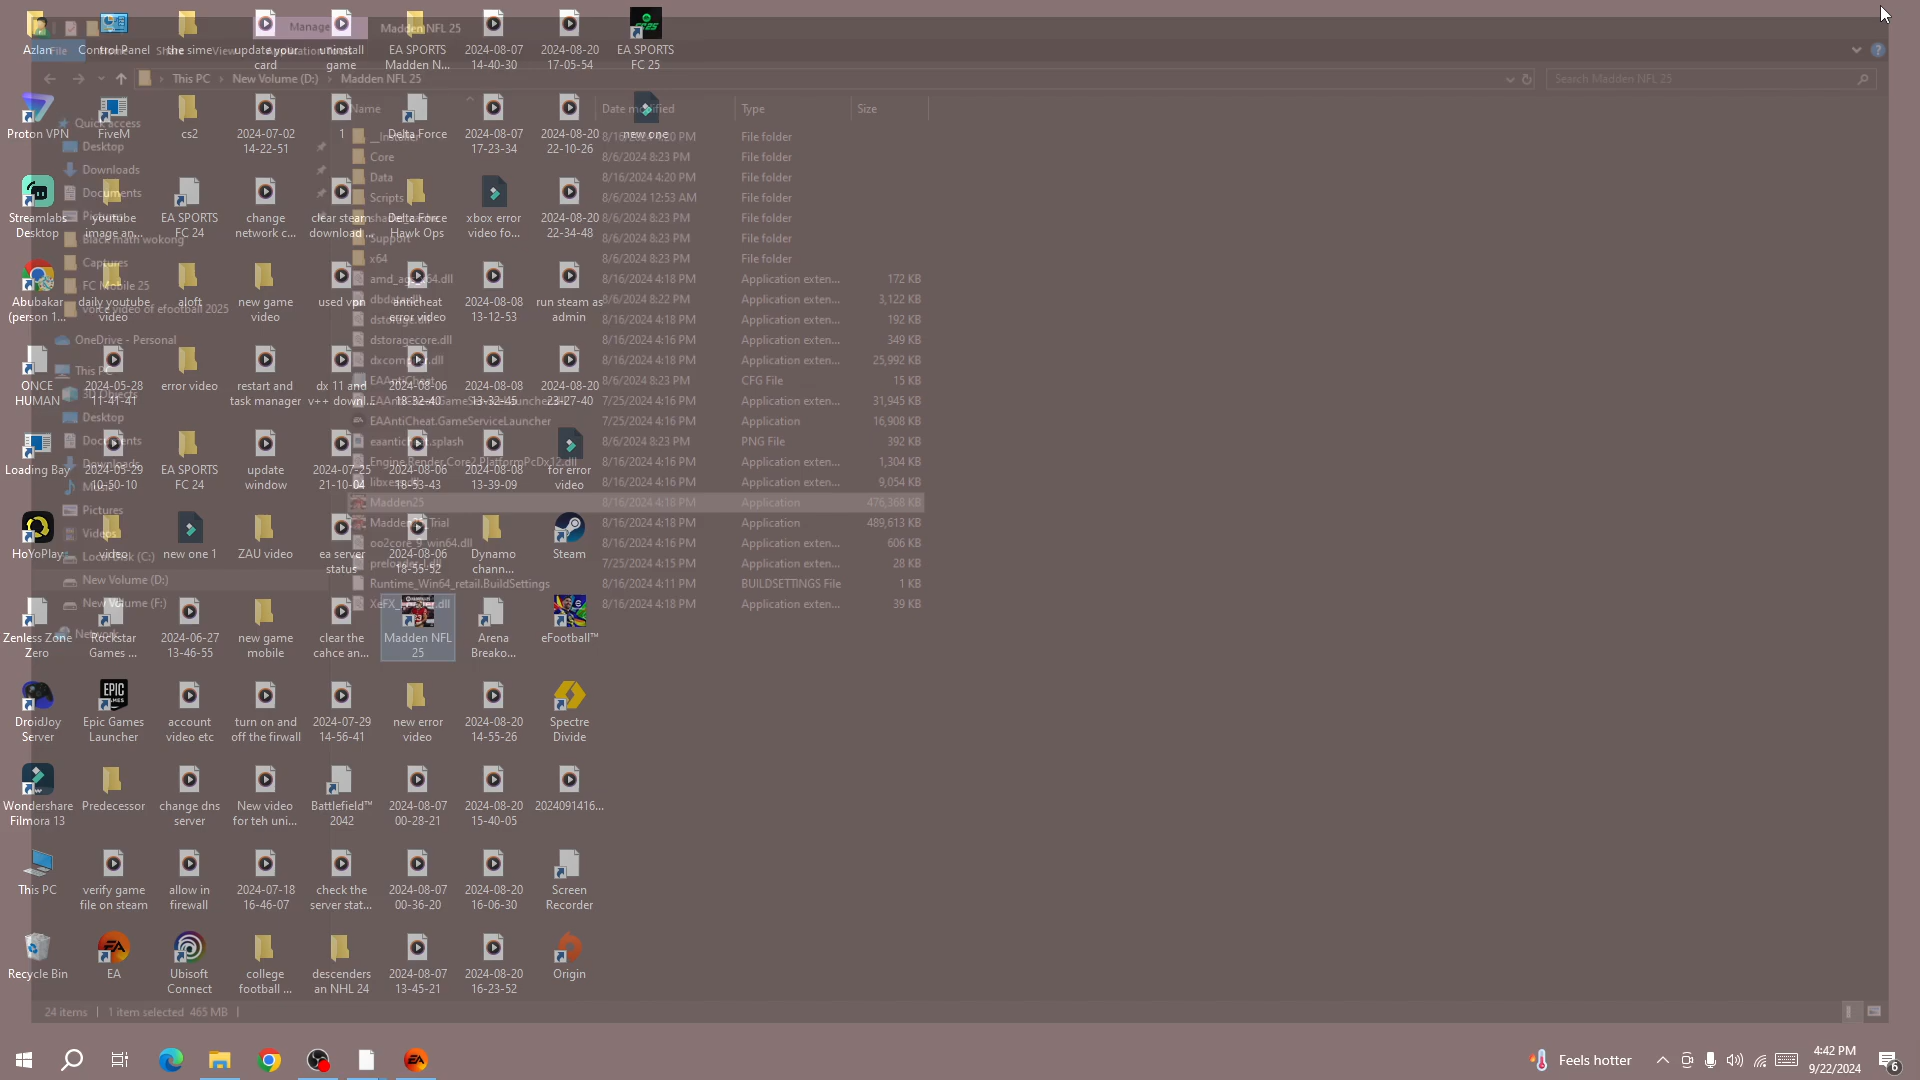 Manage
Madden NFL 25
File
Home
Share
View
Application Tools
This PC
New Volume (D:)
Madden NFL 25
Search Madden NFL 25
Name
Date modified
Type
Size
Quick access
Desktop
Downloads
Documents
Pictures
Black math wokong
Captures
FC Mobile 25
voice video of efootball 2025
OneDrive - Personal
This PC
3D Objects
Desktop
Documents
Downloads
Music
Pictures
Videos
Local Disk (C:)
New Volume (D:)
New Volume (F:)
Network
__Installer 8/16/2024 4:20 PM File folder
Core 8/6/2024 8:23 PM File folder
Data 8/16/2024 4:20 PM File folder
Scripts 8/6/2024 12:53 AM File folder
8/6/2024 8:23 PM File folder
Support 8/6/2024 8:23 PM File folder
x64 8/6/2024 8:23 PM File folder
amd_ags_x64.dll 8/16/2024 4:18 PM Application exten... 172 KB
dbdata.dll 8/6/2024 8:22 PM Application exten... 3,122 KB
dstorage.dll 8/16/2024 4:18 PM Application exten... 192 KB
dstoragecore.dll 8/16/2024 4:16 PM Application exten... 349 KB
dxcompiler.dll 8/16/2024 4:18 PM Application exten... 25,992 KB
EAAntiCheat 8/6/2024 8:23 PM CFG File 15 KB
7/25/2024 4:16 PM Application exten... 31,945 KB
EAAntiCheat.GameServiceLauncher 7/25/2024 4:16 PM Application 16,908 KB
eaanticheat.splash 8/6/2024 8:23 PM PNG File 392 KB
Engine.Render.Core2.PlatformPcDx12.dll 8/16/2024 4:16 PM Application exten... 1,304 KB
libxess.dll 8/16/2024 4:16 PM Application exten... 9,054 KB
Madden25 8/16/2024 4:18 PM Application 476,368 KB
Madden25_Trial 8/16/2024 4:18 PM Application 489,613 KB
oo2core_9_win64.dll 8/16/2024 4:16 PM Application exten... 606 KB
preloader_l.dll 7/25/2024 4:15 PM Application exten... 28 KB
Runtime_Win64_retail.BuildSettings 8/16/2024 4:11 PM BUILDSETTINGS File 1 KB
8/16/2024 4:18 PM Application exten... 39 KB
24 items
1 item selected 465 MB
Azlan
Control Panel
the sime
update your
card
uninstall
game
EA SPORTS
Madden N...
2024-08-07
14-40-30
2024-08-20
17-05-54
EA SPORTS
FC 25
Proton VPN
FiveM
cs2
2024-07-02
14-22-51
1
Delta Force
2024-08-07
17-23-34
2024-08-20
22-10-26
new one
Streamlabs
Desktop
youtube
image an...
EA SPORTS
FC 24
change
network c...
clear steam
download ...
Delta Force
Hawk Ops
xbox error
video fo...
2024-08-20
22-34-48
Abubakar
(person 1...
daily youtube
video
aloft
new game
video
used vpn
anticheat
error video
2024-08-08
13-12-53
run steam as
admin
ONCE
HUMAN
2024-05-28
11-41-41
error video
restart and
task manager
dx 11 and
v++ downl...
2024-08-06
18-32-40
2024-08-08
13-32-45
2024-08-20
23-27-40
Loading Bay
2024-05-29
10-50-10
EA SPORTS
FC 24
update
window
2024-07-25
21-10-04
2024-08-06
18-53-43
2024-08-08
13-39-09
for error
video
HoYoPlay
video
new one 1
ZAU video
ea server
status
2024-08-06
18-55-52
Dynamo
chann...
Steam
Zenless Zone
Zero
Rockstar
Games ...
2024-06-27
13-46-55
new game
mobile
clear the
cahce an...
Madden NFL
25
Arena
Breako...
eFootball™
DroidJoy
Server
Epic Games
Launcher
account
video etc
turn on and
off the firwall
2024-07-29
14-56-41
new error
video
2024-08-20
14-55-26
Spectre
Divide
Wondershare
Filmora 13
Predecessor
change dns
server
New video
for teh uni...
Battlefield™
2042
2024-08-07
00-28-21
2024-08-20
15-40-05
2024091416...
This PC
verify game
file on steam
allow in
firewall
2024-07-18
16-46-07
check the
server stat...
2024-08-07
00-36-20
2024-08-20
16-06-30
Screen
Recorder
Recycle Bin
EA
Ubisoft
Connect
college
football ...
descenders
an NHL 24
2024-08-07
13-45-21
2024-08-20
16-23-52
Origin
Feels hotter
4:42 PM
9/22/2024
6